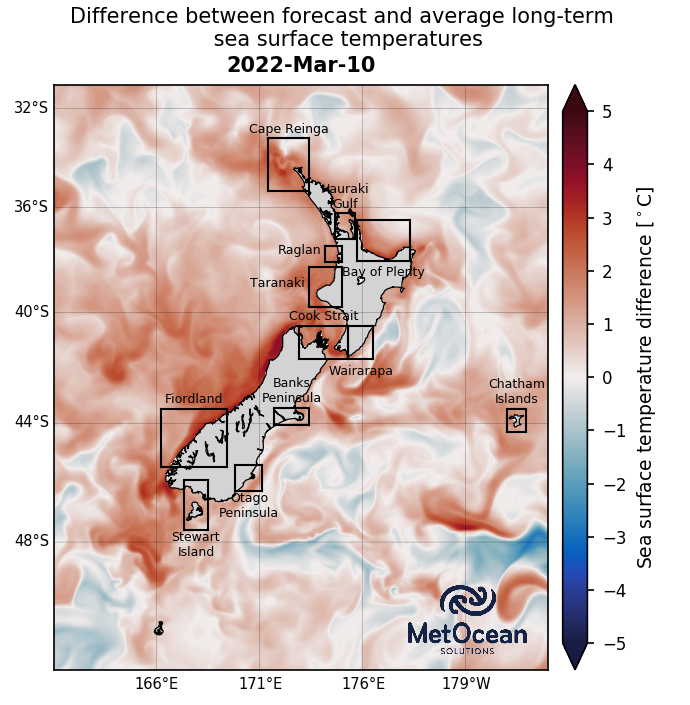 Difference between forecast and average long-term
sea surface temperatures
2022-Mar-10
32°S
36°S
40°S
44°S
48°S
Cape Reinga
Hauraki
Gulf
Raglan
Bay of Plenty
Taranaki
Cook Strait
Wairarapa
Banks
Peninsula
Fiordland
Chatham
Islands
Otago
Peninsula
Stewart
Island
MetOcean
SOLUTIONS
166°E
171°E
176°E
179°W
5
4
3
2
1
0
−1
−2
−3
−4
−5
Sea surface temperature difference [°C]